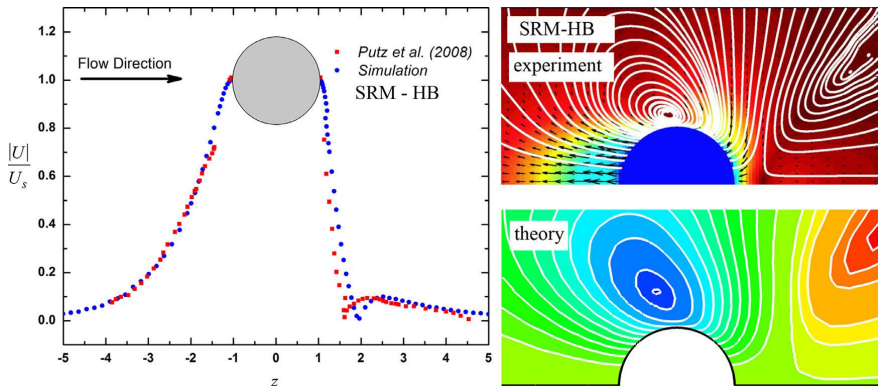 Flow Direction
Putz et al. (2008)
Simulation
SRM - HB
|U|
U_s
1.2
1.0
0.8
0.6
0.4
0.2
0.0
-5 -4 -3 -2 -1 0 1 2 3 4 5
z
SRM-HB
experiment
theory